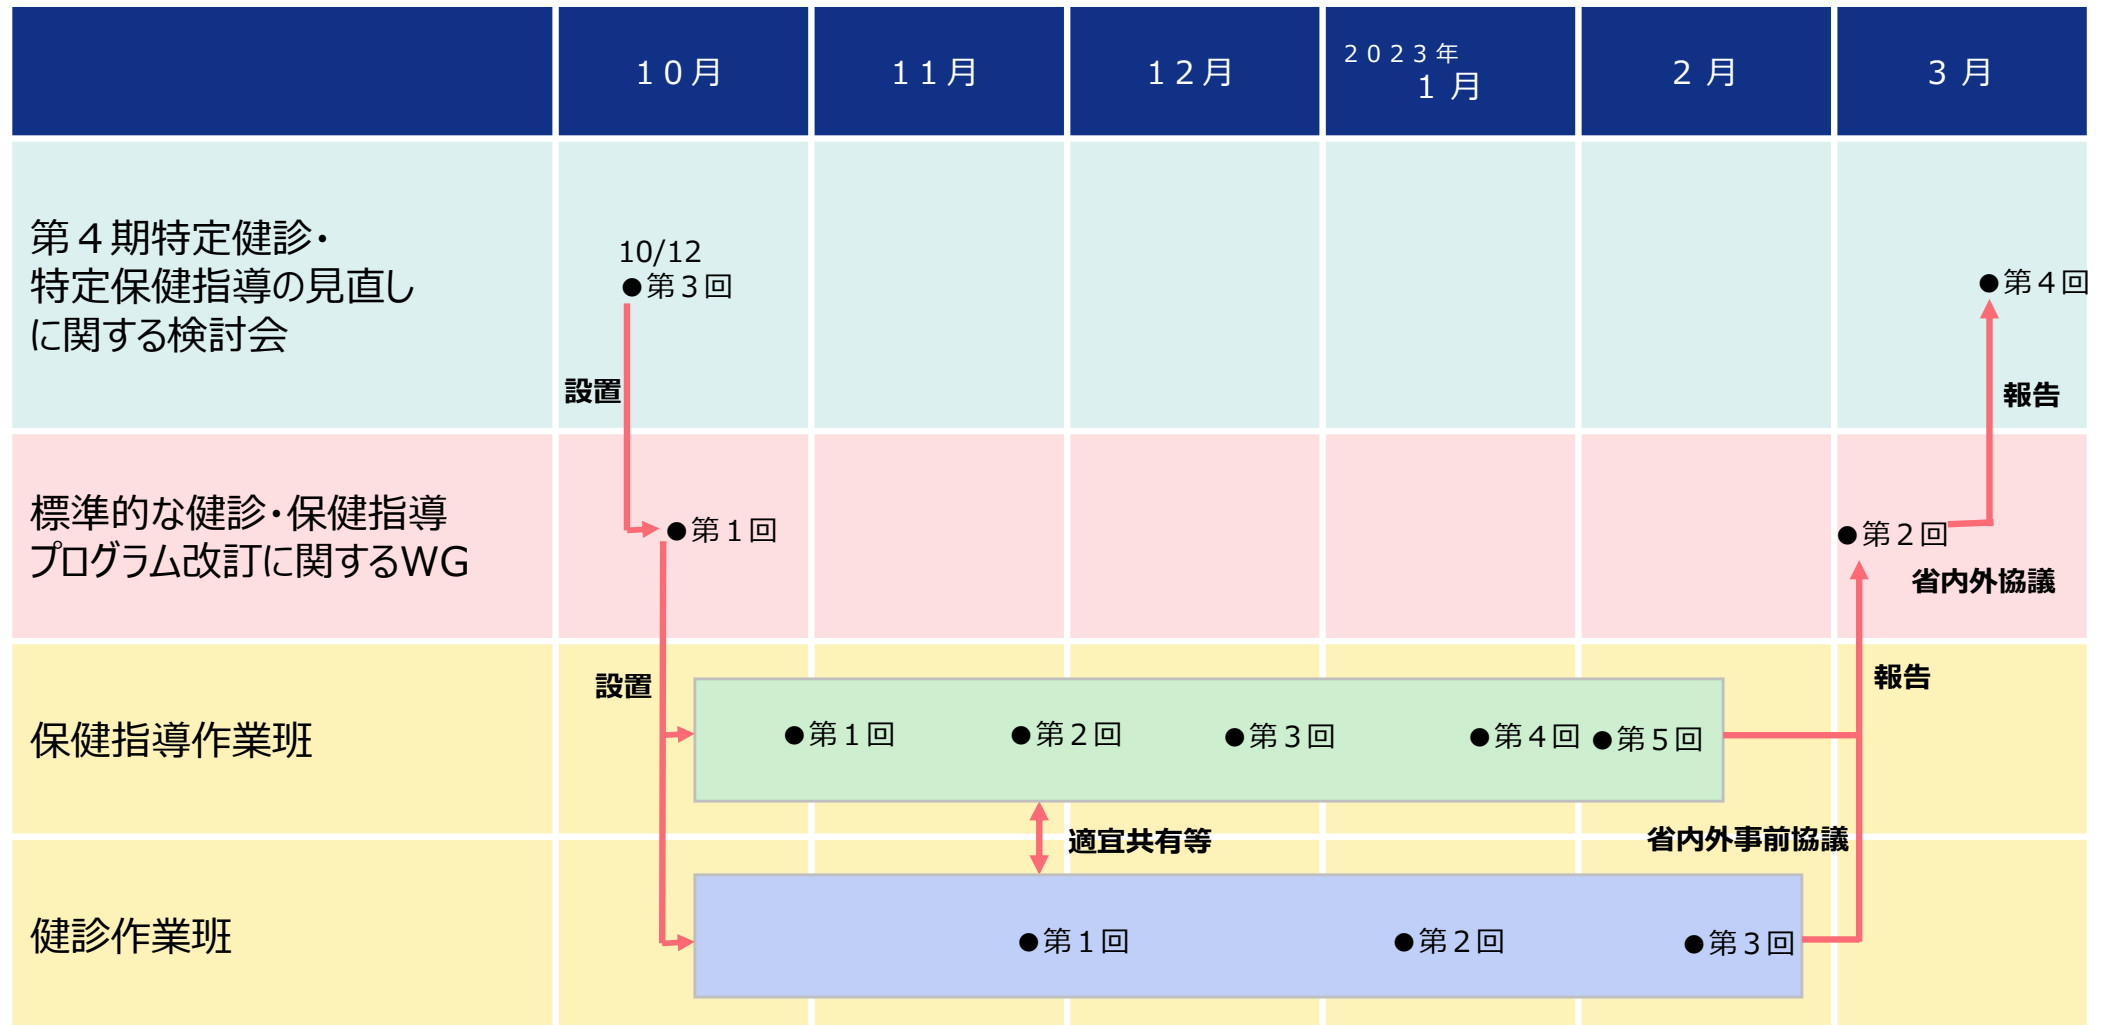 １０月
１１月
１２月
２０２３年
１月
２月
３月
第４期特定健診・
特定保健指導の見直し
に関する検討会
10/12
●第３回
●第４回
設置
報告
標準的な健診・保健指導
プログラム改訂に関するWG
●第１回
●第２回
省内外協議
設置
報告
保健指導作業班
●第１回
●第２回
●第３回
●第４回
●第５回
適宜共有等
省内外事前協議
健診作業班
●第１回
●第２回
●第３回